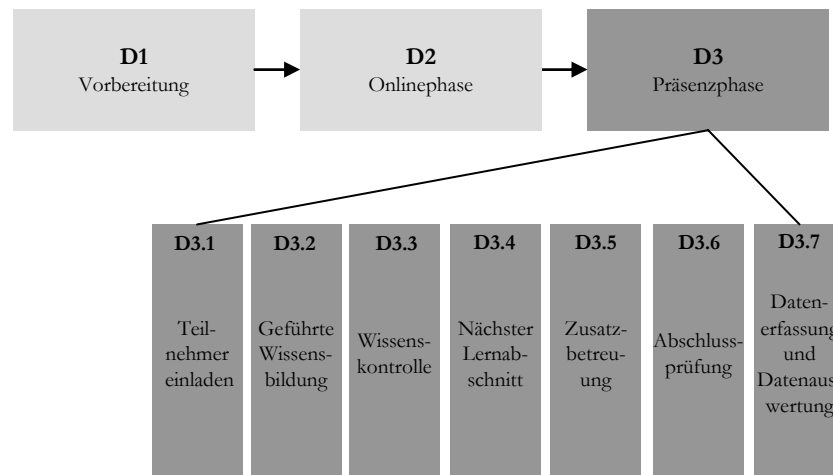 D1
Vorbereitung
D2
Onlinephase
D3
Präsenzphase
D3.1
Teil-
nehmer
einladen
D3.2
Geführte
Wissens-
bildung
D3.3
Wissens-
kontrolle
D3.4
Nächster
Lernab-
schnitt
D3.5
Zusatz-
betreu-
ung
D3.6
Abschluss-
prüfung
D3.7
Daten-
erfassung
und
Datenaus-
wertung